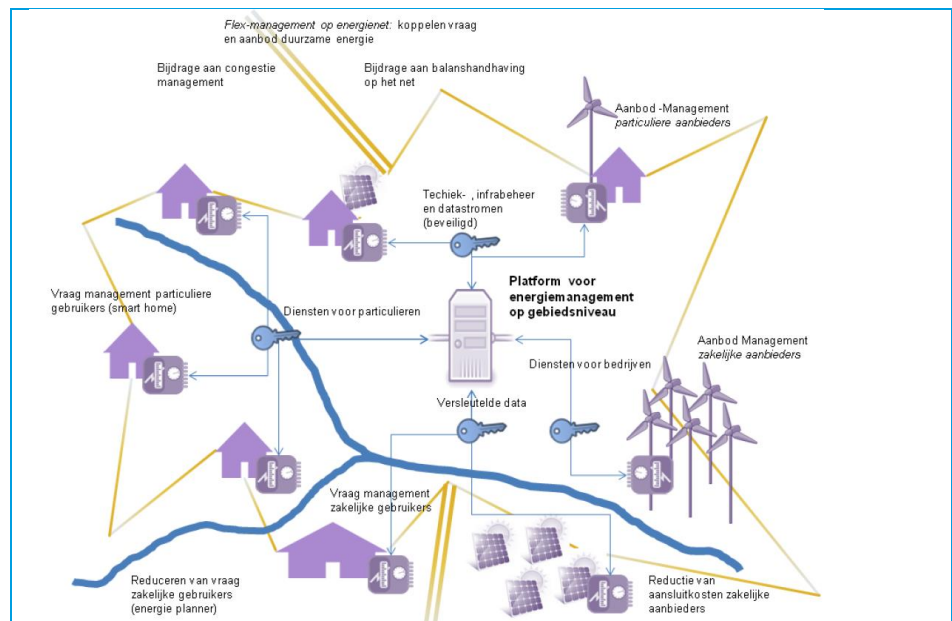 Flex-management op energienet: koppelen vraag
en aanbod duurzame energie
Bijdrage aan congestie
management
Bijdrage aan balanshandhaving
op het net
Aanbod -Management
particuliere aanbieders
Techiek- , infrabeheer
en datastromen
(beveiligd)
Platform voor
energiemanagement
op gebiedsniveau
Vraag management particuliere
gebruikers (smart home)
Diensten voor particulieren
Aanbod Management
zakelijke aanbieders
Diensten voor bedrijven
Versleutelde data
Vraag management
zakelijke gebruikers
Reduceren van vraag
zakelijke gebruikers
(energie planner)
Reductie van
aansluitkosten zakelijke
aanbieders